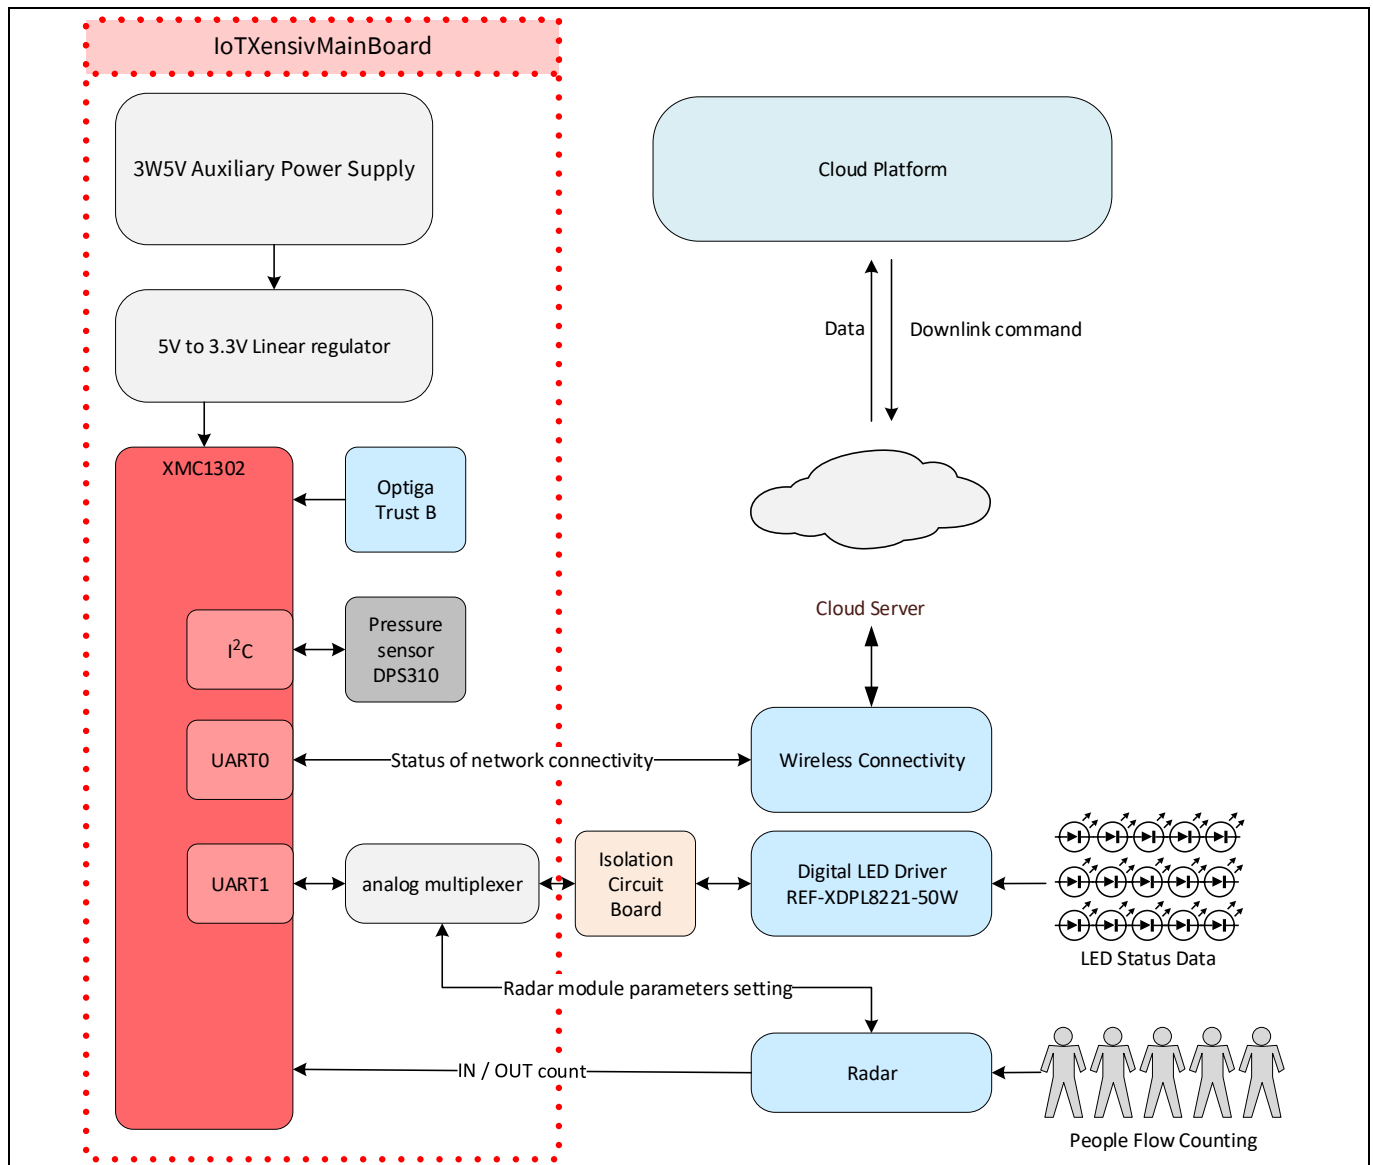 IoTXensivMainBoard
3W5V Auxiliary Power Supply
Cloud Platform
5V to 3.3V Linear regulator
Data
Downlink command
XMC1302
Optiga
Trust B
Cloud Server
I²C
Pressure
sensor
DPS310
UART0
Status of network connectivity
Wireless Connectivity
UART1
analog multiplexer
Isolation
Circuit
Board
Digital LED Driver
REF-XDPL8221-50W
LED Status Data
Radar module parameters setting
IN / OUT count
Radar
People Flow Counting